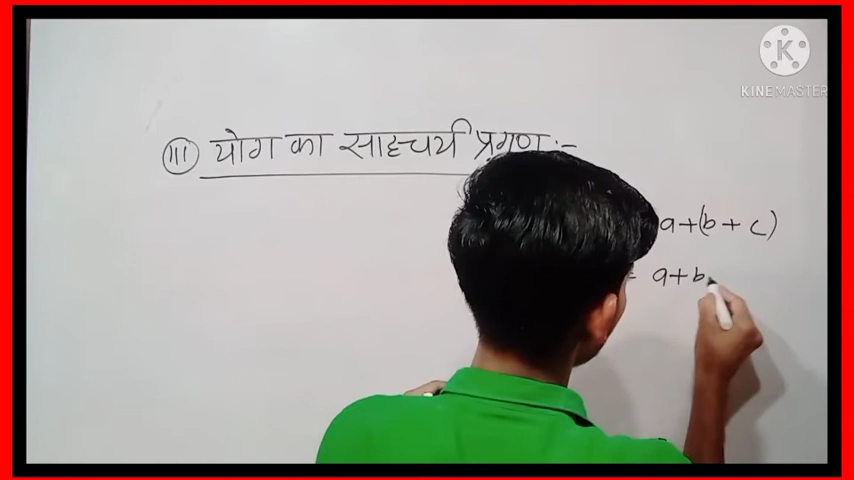 K
KINEMASTER
(III) योग का साहचर्य प्रगुण :-
a+(b+c)
= a+b